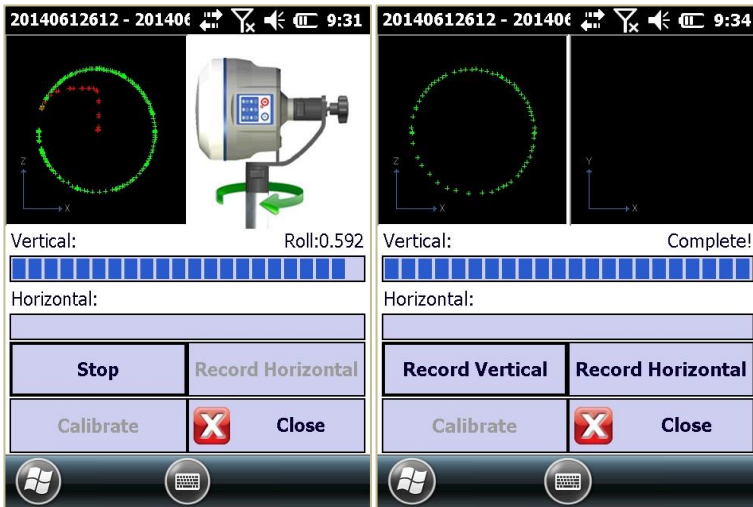 20140612612 - 201406 9:31
Z
X
Vertical: Roll:0.592
Horizontal:
Stop Record Horizontal
Calibrate Close
20140612612 - 201406 9:34
Z
X
Y
X
Vertical: Complete!
Horizontal:
Record Vertical Record Horizontal
Calibrate Close